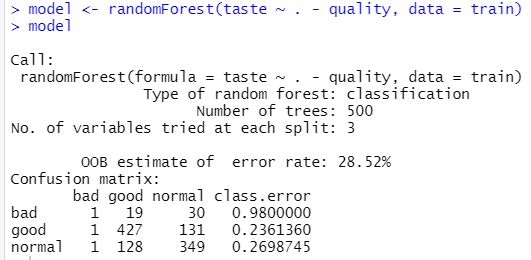 > model <- randomForest(taste ~ . - quality, data = train)
> model
Call:
randomForest(formula = taste ~ . - quality, data = train)
Type of random forest: classification
Number of trees: 500
No. of variables tried at each split: 3
OOB estimate of  error rate: 28.52%
Confusion matrix:
bad good normal class.error
bad 1 19 30 0.9800000
good 1 427 131 0.2361360
normal 1 128 349 0.2698745